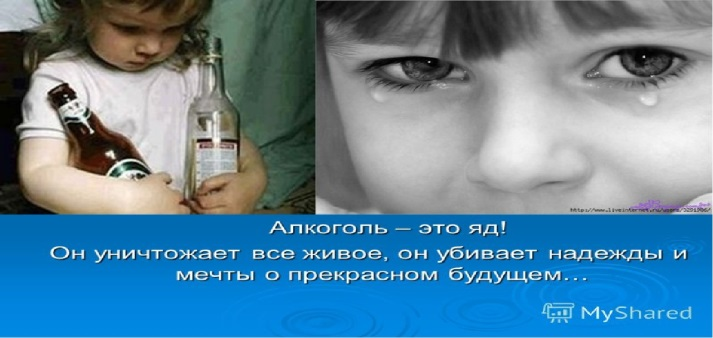 Алкоголь – это яд!
Он уничтожает все живое, он убивает надежды и
мечты о прекрасном будущем…
MyShared